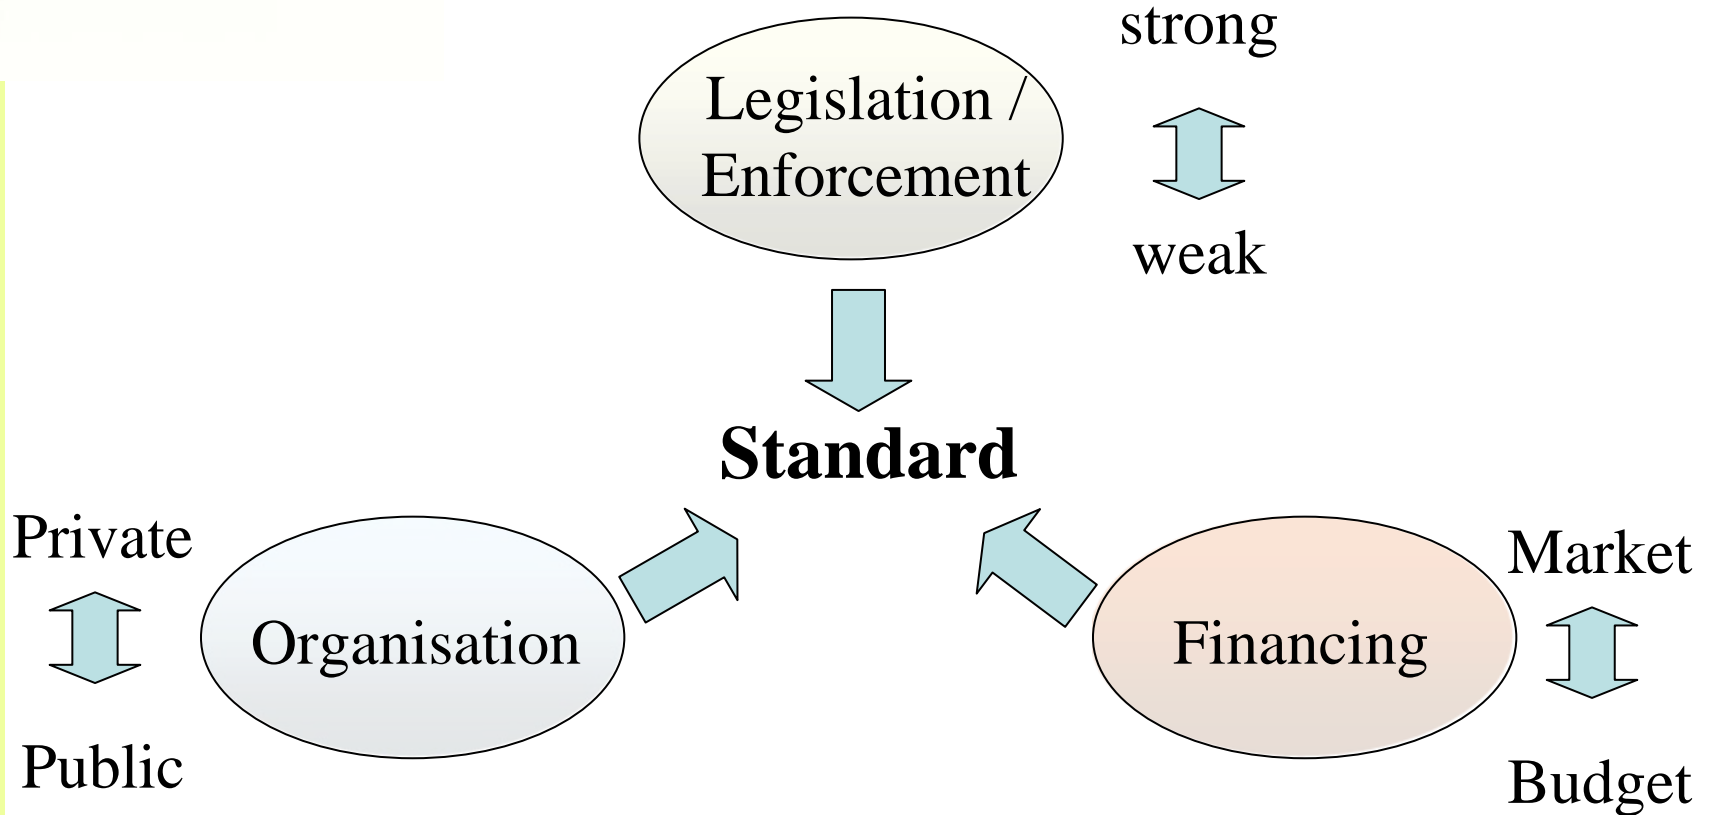 strong
Legislation /
Enforcement
weak
Standard
Private
Market
Organisation
Financing
Public
Budget